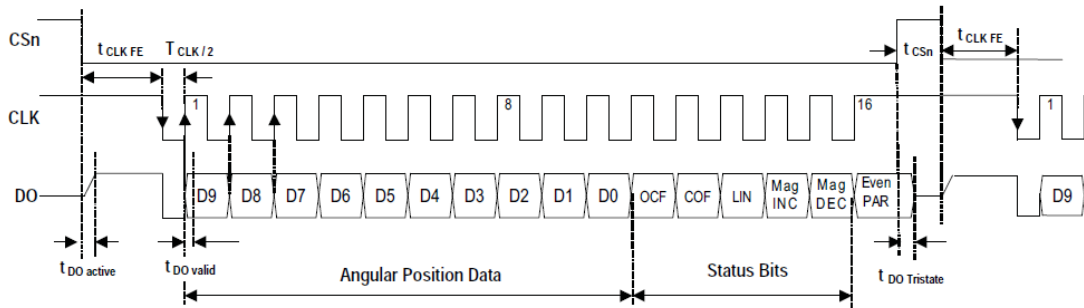 CSn
t CLK FE
T CLK / 2
t CSn
t CLK FE
CLK
1
8
16
1
DO
D9
D8
D7
D6
D5
D4
D3
D2
D1
D0
OCF
COF
LIN
Mag
INC
Mag
DEC
Even
PAR
D9
t DO active
t DO valid
Angular Position Data
Status Bits
t DO Tristate